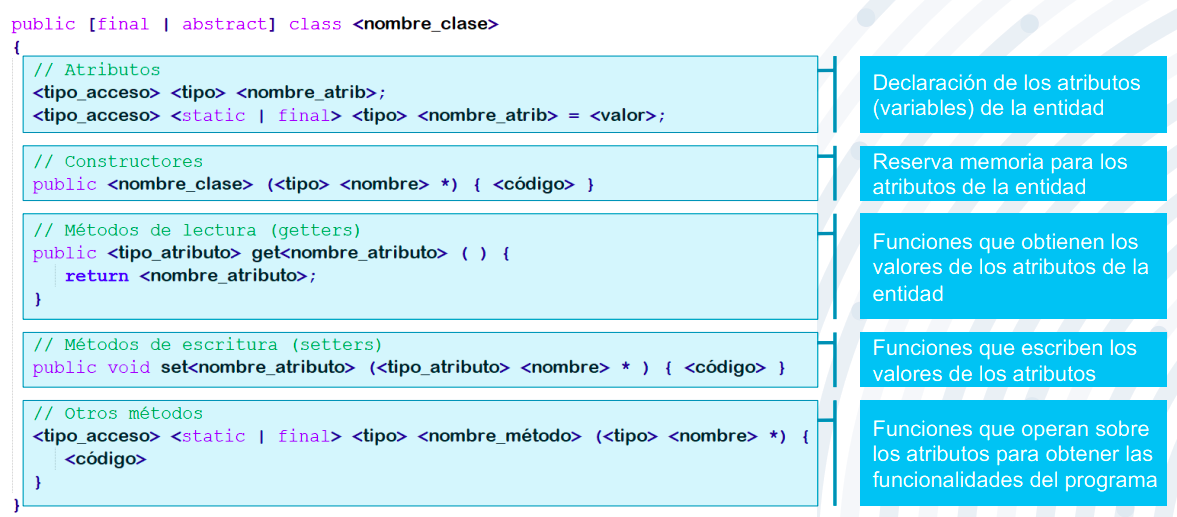 public [final | abstract] class <nombre_clase>
{
// Atributos
<tipo_acceso> <tipo> <nombre_atrib>;
<tipo_acceso> <static | final> <tipo> <nombre_atrib> = <valor>;
Declaración de los atributos
(variables) de la entidad
// Constructores
public <nombre_clase> (<tipo> <nombre> *) { <código> }
Reserva memoria para los
atributos de la entidad
// Métodos de lectura (getters)
public <tipo_atributo> get<nombre_atributo> ( ) {
return <nombre_atributo>;
}
Funciones que obtienen los
valores de los atributos de la
entidad
// Métodos de escritura (setters)
public void set<nombre_atributo> (<tipo_atributo> <nombre> * ) { <código> }
Funciones que escriben los
valores de los atributos
// Otros métodos
<tipo_acceso> <static | final> <tipo> <nombre_método> (<tipo> <nombre> *) {
<código>
}
Funciones que operan sobre
los atributos para obtener las
funcionalidades del programa
}